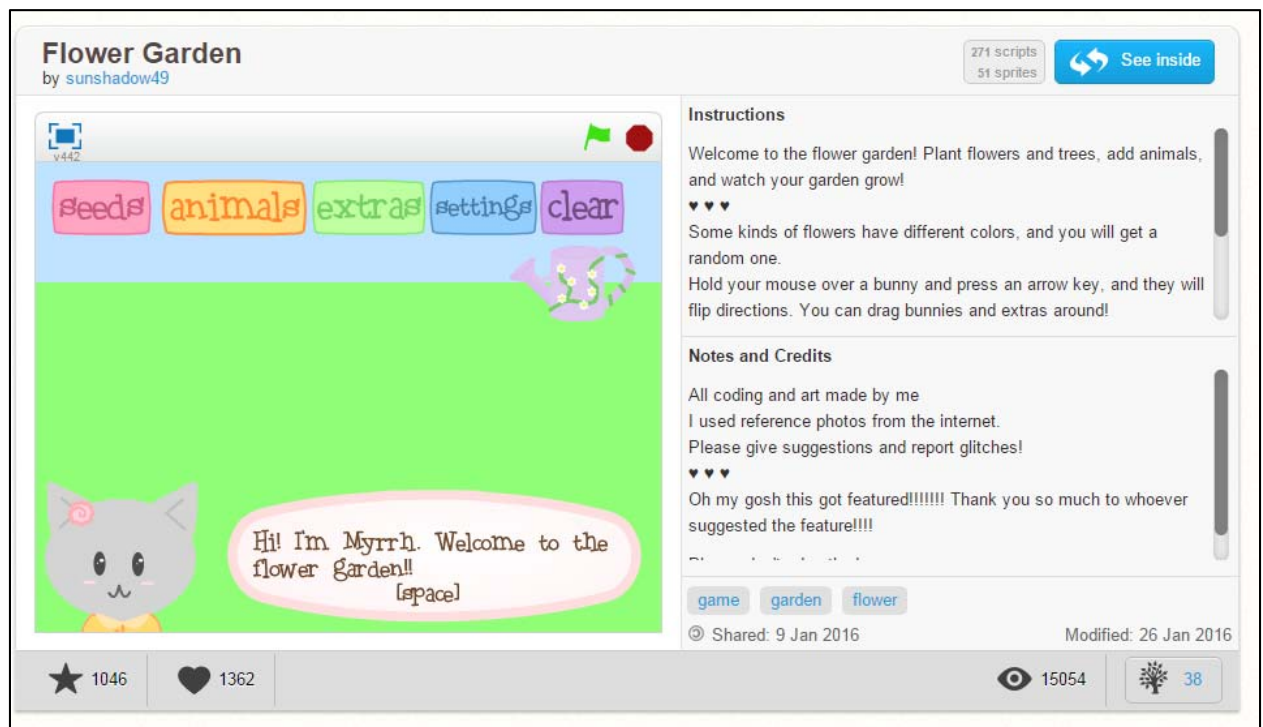 Flower Garden
by sunshadow49
271 scripts
51 sprites
See inside
v442
seeds animals extras settings clear
Hi! I'm Myrrh. Welcome to the
flower garden!!
[space]
Instructions
Welcome to the flower garden! Plant flowers and trees, add animals,
and watch your garden grow!
♥ ♥ ♥
Some kinds of flowers have different colors, and you will get a
random one.
Hold your mouse over a bunny and press an arrow key, and they will
flip directions. You can drag bunnies and extras around!
Notes and Credits
All coding and art made by me
I used reference photos from the internet.
Please give suggestions and report glitches!
♥ ♥ ♥
Oh my gosh this got featured!!!!!!! Thank you so much to whoever
suggested the feature!!!!
game garden flower
Shared: 9 Jan 2016 Modified: 26 Jan 2016
1046 1362 15054 38